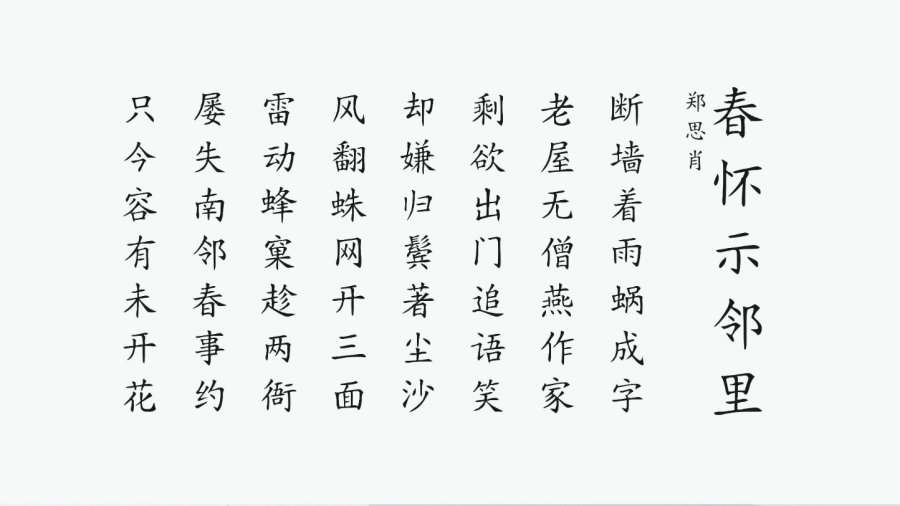 春怀示邻里
郑思肖
断墙着雨蜗成字
老屋无僧燕作家
剩欲出门追语笑
却嫌归鬓著尘沙
风翻蛛网开三面
雷动蜂窠趁两衙
屡失南邻春事约
只今容有未开花